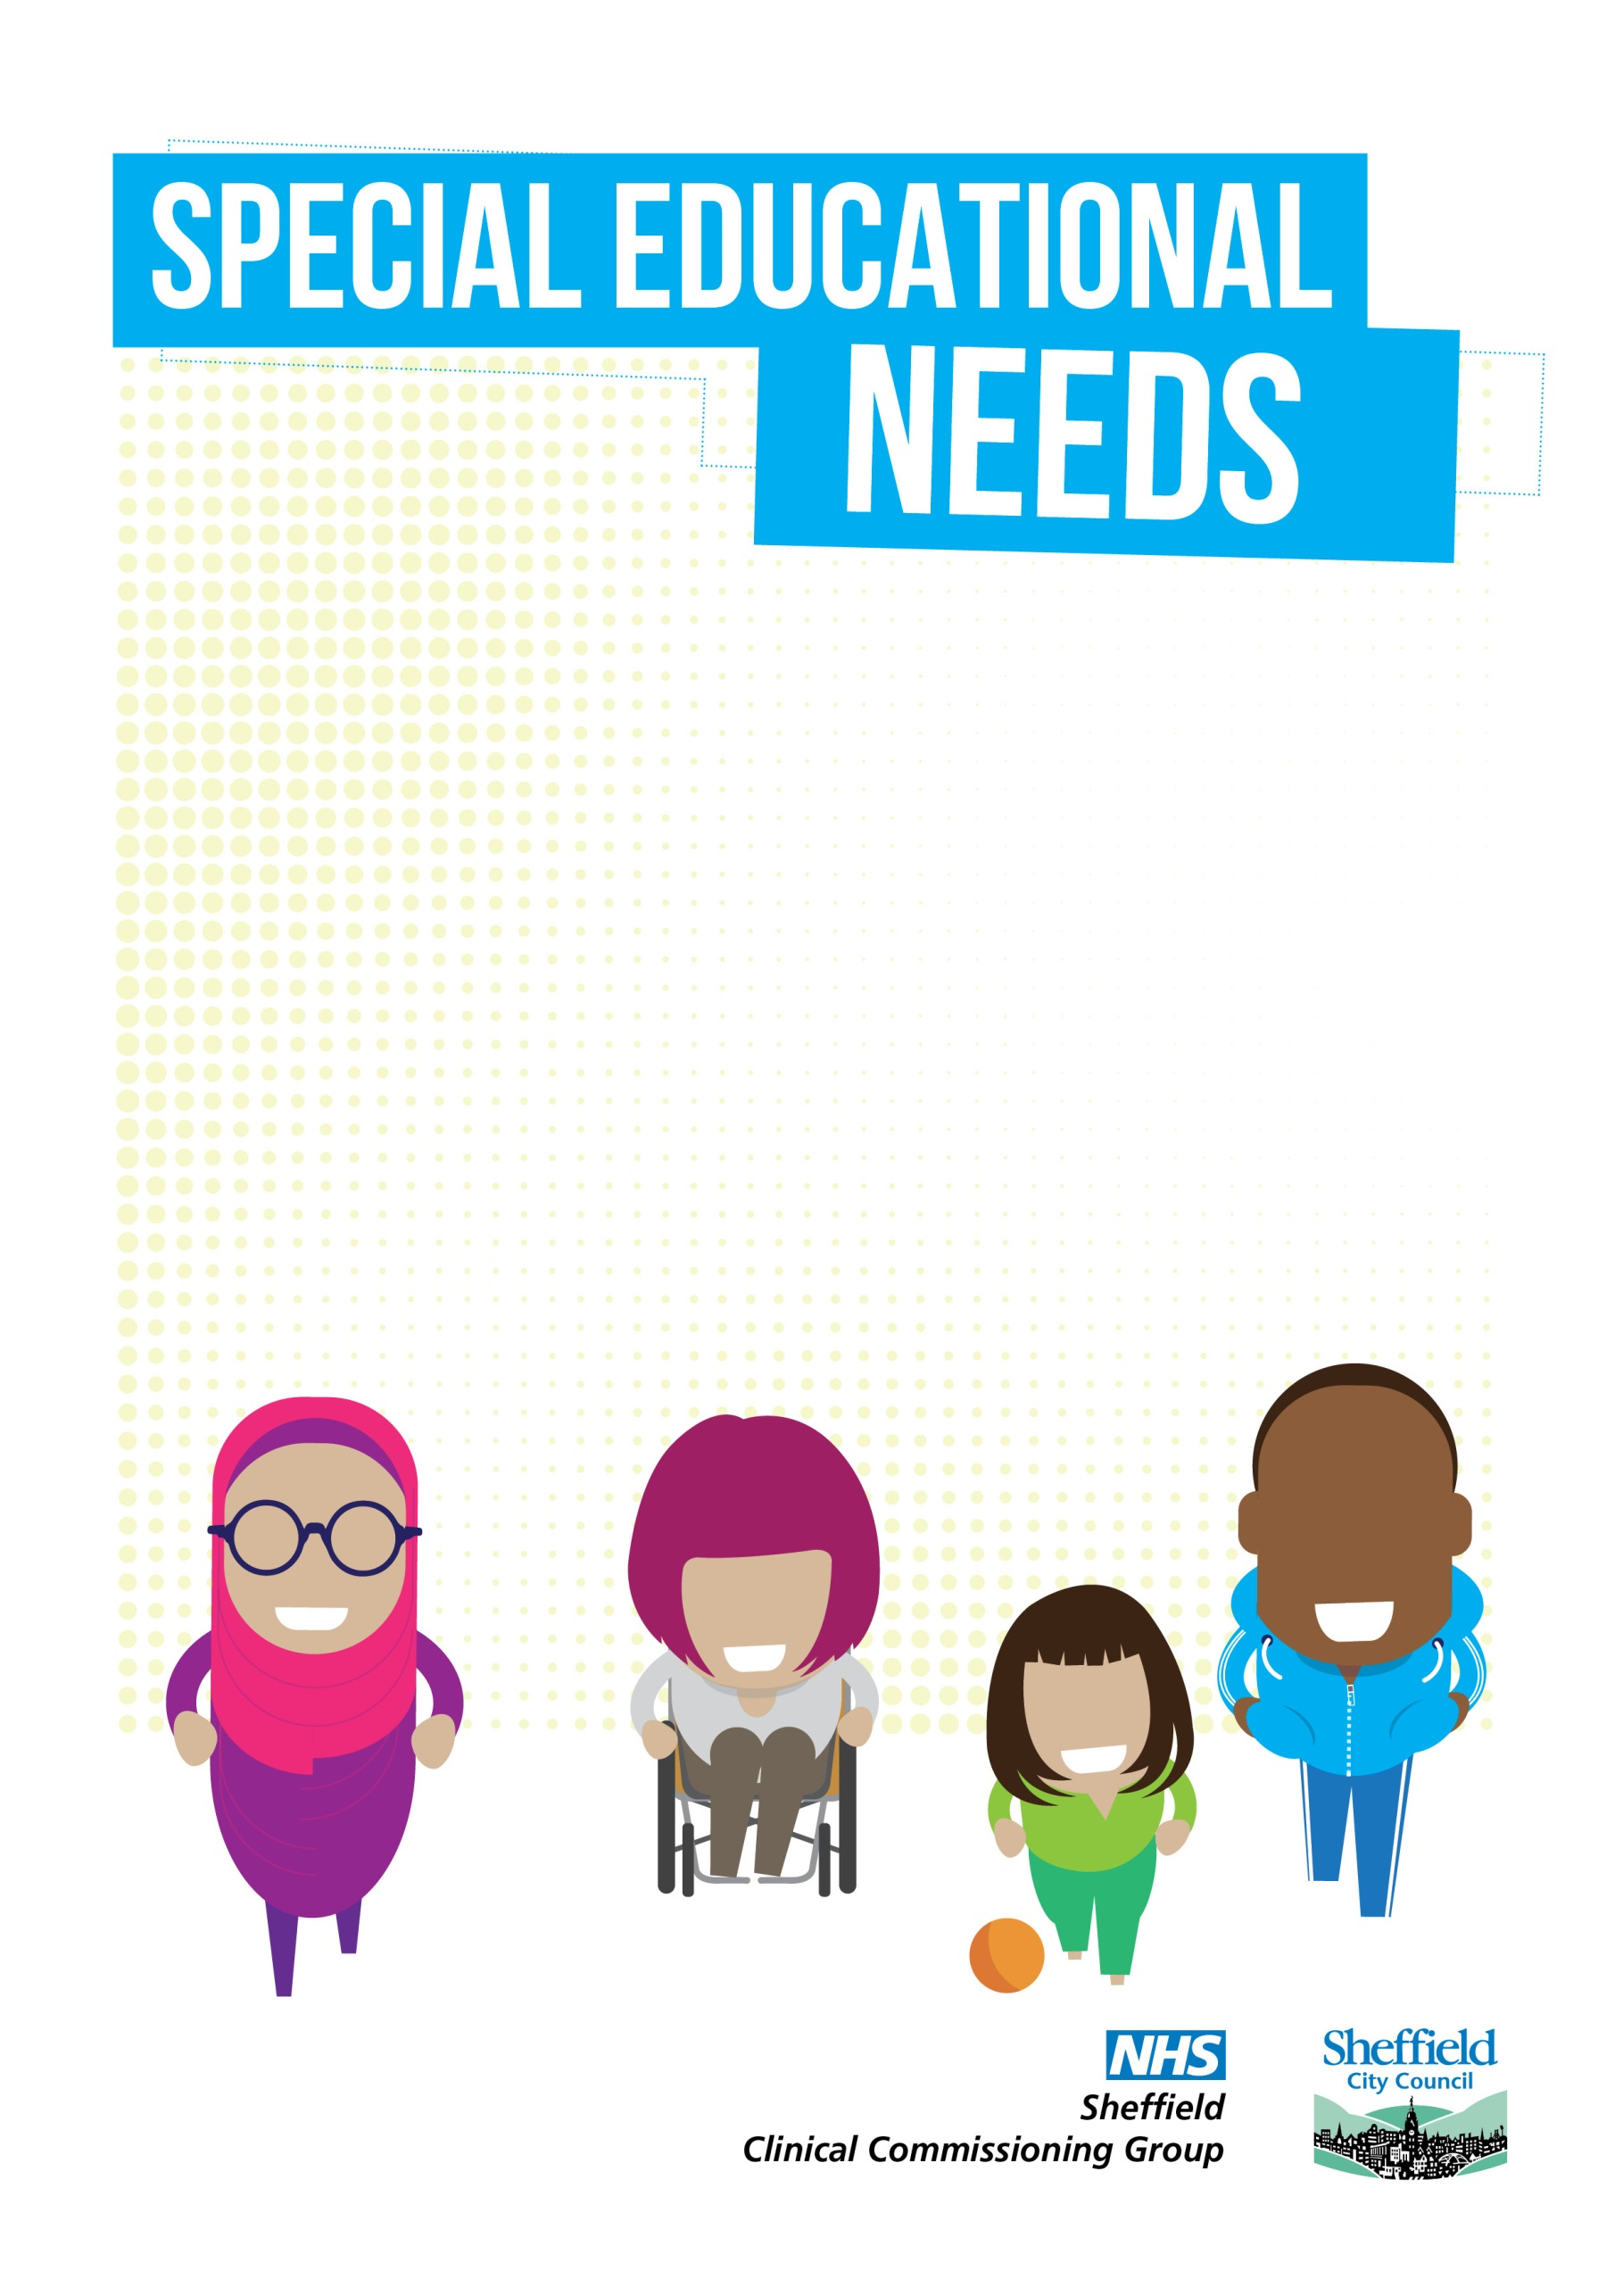 SPECIAL EDUCATIONAL
NEEDS
NHS
Sheffield
Clinical Commissioning Group
Sheffield
City Council